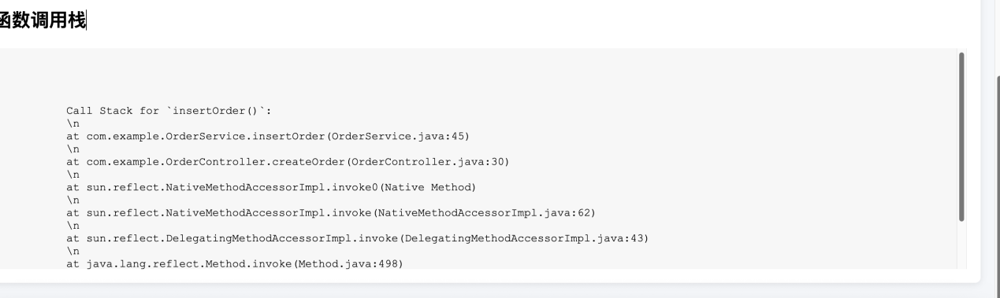 函数调用栈
Call Stack for `insertOrder()`:
\n
at com.example.OrderService.insertOrder(OrderService.java:45)
\n
at com.example.OrderController.createOrder(OrderController.java:30)
\n
at sun.reflect.NativeMethodAccessorImpl.invoke0(Native Method)
\n
at sun.reflect.NativeMethodAccessorImpl.invoke(NativeMethodAccessorImpl.java:62)
\n
at sun.reflect.DelegatingMethodAccessorImpl.invoke(DelegatingMethodAccessorImpl.java:43)
\n
at java.lang.reflect.Method.invoke(Method.java:498)